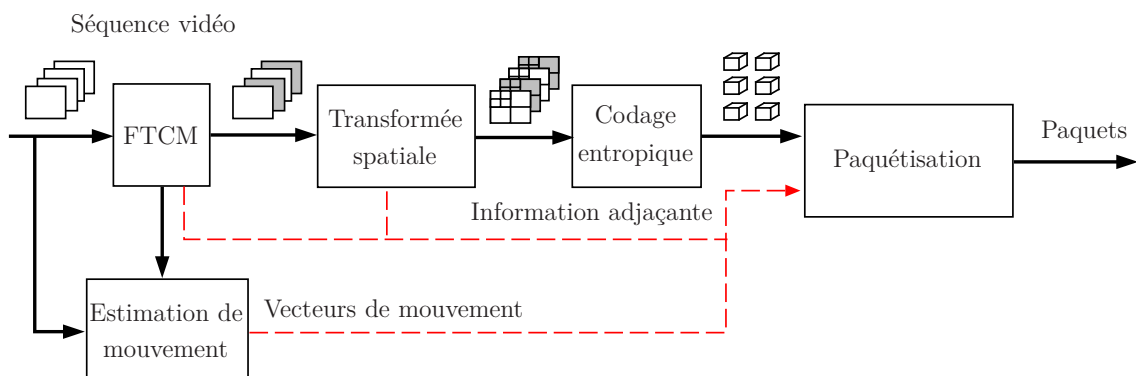 Séquence vidéo
FTCM
Transformée
spatiale
Codage
entropique
Paquétisation
Paquets
Information adjaçante
Estimation de
mouvement
Vecteurs de mouvement